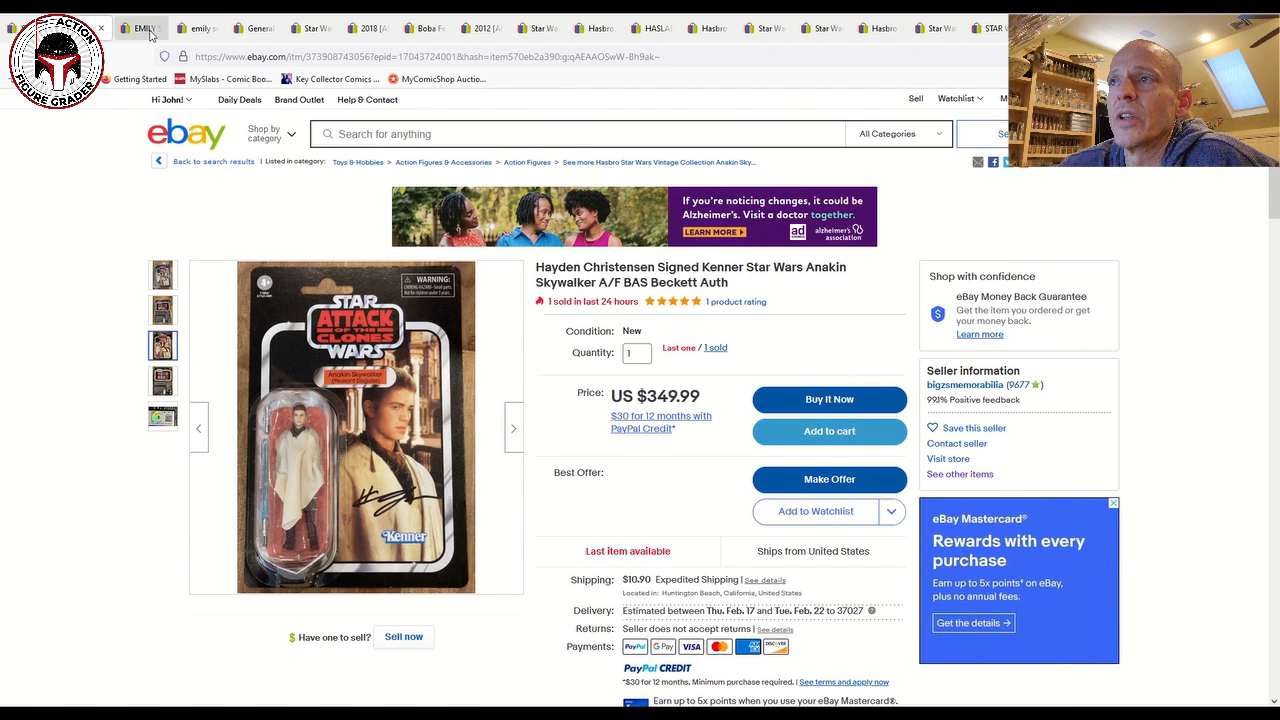 ACTION
FIGURE GRADER
EMILY S
emily s
General
Star Wa
2018 [A
Boba Fe
2012 [A
Star Wa
Hasbro
HASLA
Hasbro
Star Wa
Star Wa
Hasbro
Star Wa
STAR
https://www.ebay.com/itm/373908743056?epid=17043724001&hash=item570eb2a390:g:qAEAAOSwW-Bh9ak~
Getting Started
MySlabs - Comic Boo...
Key Collector Comics ...
MyComicShop Auctio...
Hi John!
Daily Deals
Brand Outlet
Help & Contact
Sell
Watchlist
ebay
Shop by
category
Search for anything
All Categories
Back to search results
Listed in category:
Toys & Hobbies > Action Figures & Accessories > Action Figures > See more Hasbro Star Wars Vintage Collection Anakin Sky...
If you're noticing changes, it could be
Alzheimer's. Visit a doctor together.
LEARN MORE
ad
alzheimer's
association
Hayden Christensen Signed Kenner Star Wars Anakin
Skywalker A/F BAS Beckett Auth
1 sold in last 24 hours
1 product rating
Condition: New
Quantity: 1
Last one / 1 sold
Price: US $349.99
$30 for 12 months with
PayPal Credit*
Buy It Now
Add to cart
Best Offer:
Make Offer
Add to Watchlist
Last item available
Ships from United States
Shipping: $10.90 Expedited Shipping | See details
Located in: Huntington Beach, California, United States
Delivery: Estimated between Thu. Feb. 17 and Tue. Feb. 22 to 37027
Returns: Seller does not accept returns | See details
Payments: PayPal G Pay VISA DISCOVER
PayPal CREDIT
*$30 for 12 months. Minimum purchase required. | See terms and apply now
Earn up to 5x points when you use your eBay Mastercard®.
WARNING:
STAR
ATTACK
OF THE
CLONES
WARS
Anakin Skywalker
(Peasant Disguise)
Kenner
$ Have one to sell?
Sell now
Shop with confidence
eBay Money Back Guarantee
Get the item you ordered or get
your money back.
Learn more
Seller information
bigzsmemorabilia (9677)
99.1% Positive feedback
Save this seller
Contact seller
Visit store
See other items
eBay Mastercard®
Rewards with every
purchase
Earn up to 5x points¹ on eBay,
plus no annual fees.
Get the details →